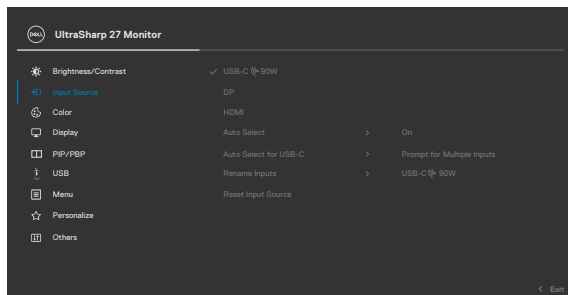 DELL UltraSharp 27 Monitor
Brightness/Contrast USB-C 90W
Input Source DP
Color HDMI
Display Auto Select > On
PIP/PBP Auto Select for USB-C > Prompt for Multiple Inputs
USB Rename Inputs > USB-C 90W
Menu Reset Input Source
Personalize
Others
< Exit